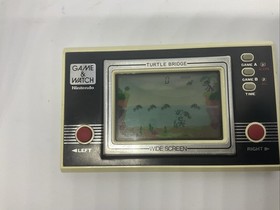 GAME
&
WATCH
Nintendo
TURTLE BRIDGE
GAME A
GAME B
TIME
LEFT
RIGHT
WIDE SCREEN